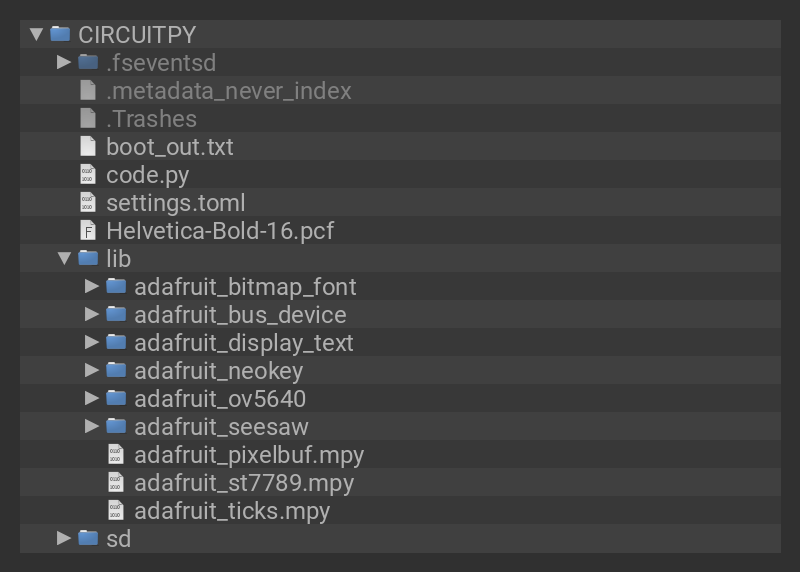 CIRCUITPY
.fseventsd
.metadata_never_index
.Trashes
boot_out.txt
code.py
settings.toml
Helvetica-Bold-16.pcf
lib
adafruit_bitmap_font
adafruit_bus_device
adafruit_display_text
adafruit_neokey
adafruit_ov5640
adafruit_seesaw
adafruit_pixelbuf.mpy
adafruit_st7789.mpy
adafruit_ticks.mpy
sd